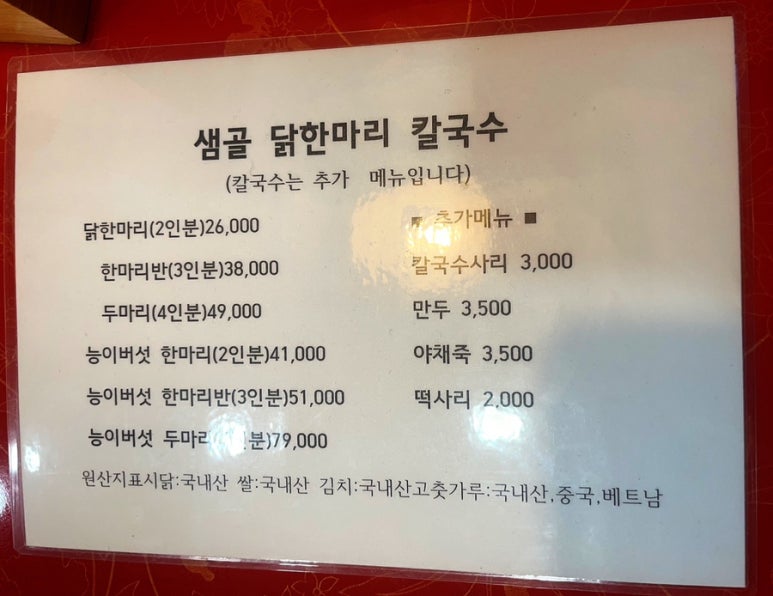 샘골 닭한마리 칼국수
(칼국수는 추가 메뉴입니다)
닭한마리(2인분)26,000
한마리반(3인분)38,000
두마리(4인분)49,000
능이버섯 한마리(2인분)41,000
능이버섯 한마리반(3인분)51,000
능이버섯 두마리 인분)79,000
■ 추가메뉴 ■
칼국수사리 3,000
만두 3,500
야채죽 3,500
떡사리 2,000
원산지표시닭:국내산 쌀:국내산 김치:국내산고춧가루:국내산,중국,베트남